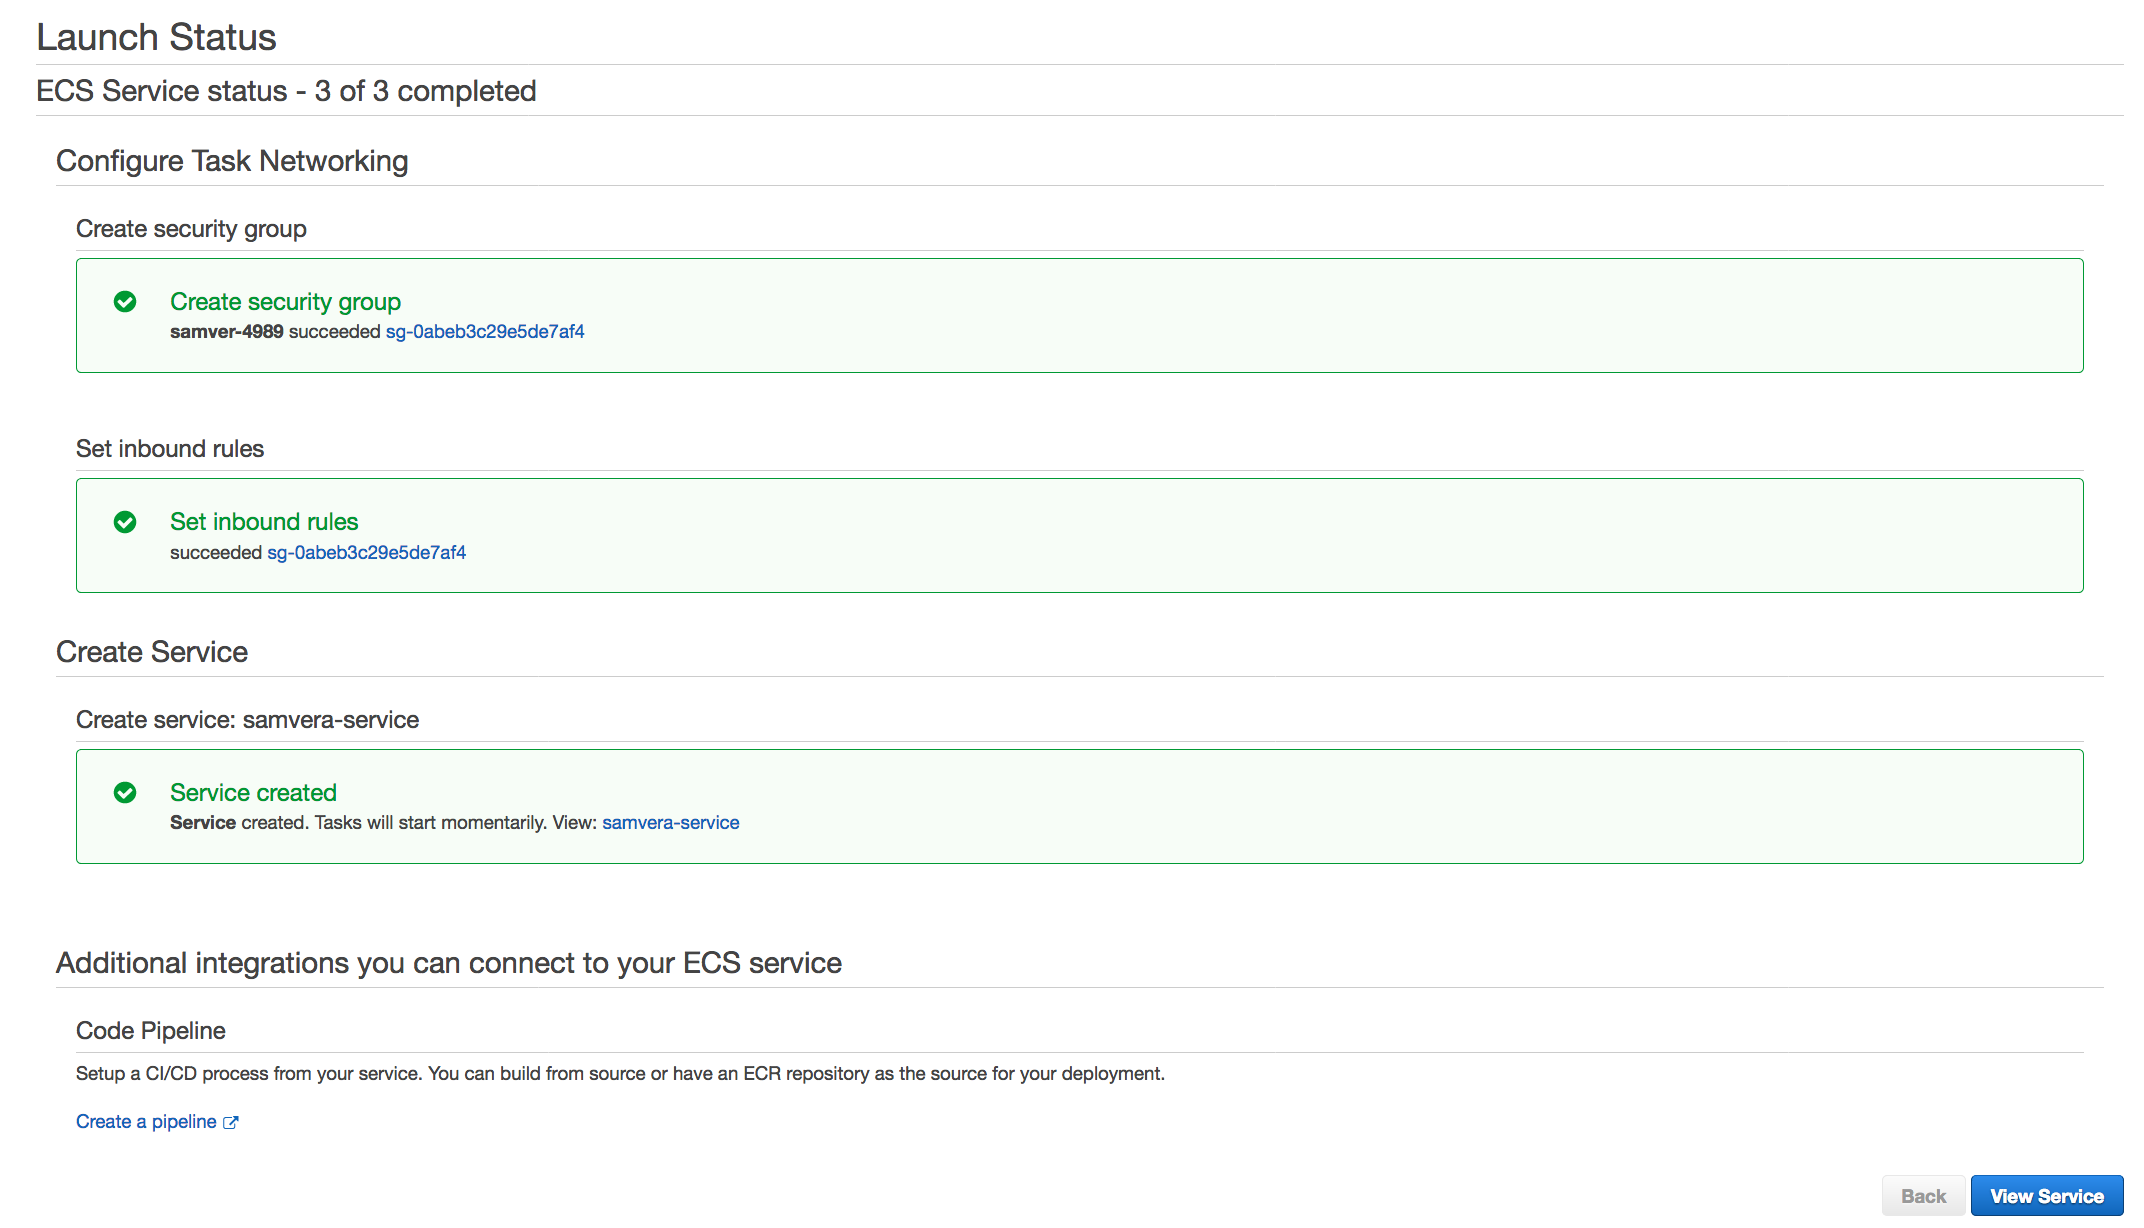 Launch Status
ECS Service status - 3 of 3 completed
Configure Task Networking
Create security group
Create security group
samver-4989 succeeded sg-0abeb3c29e5de7af4
Set inbound rules
Set inbound rules
succeeded sg-0abeb3c29e5de7af4
Create Service
Create service: samvera-service
Service created
Service created. Tasks will start momentarily. View: samvera-service
Additional integrations you can connect to your ECS service
Code Pipeline
Setup a CI/CD process from your service. You can build from source or have an ECR repository as the source for your deployment.
Create a pipeline
Back View Service